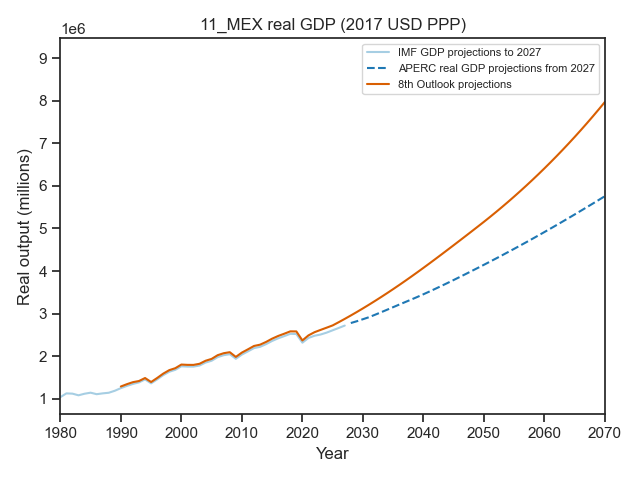 11_MEX real GDP (2017 USD PPP)
1e6
IMF GDP projections to 2027
APERC real GDP projections from 2027
8th Outlook projections
9
8
7
6
5
4
3
2
1
Real output (millions)
1980 1990 2000 2010 2020 2030 2040 2050 2060 2070
Year